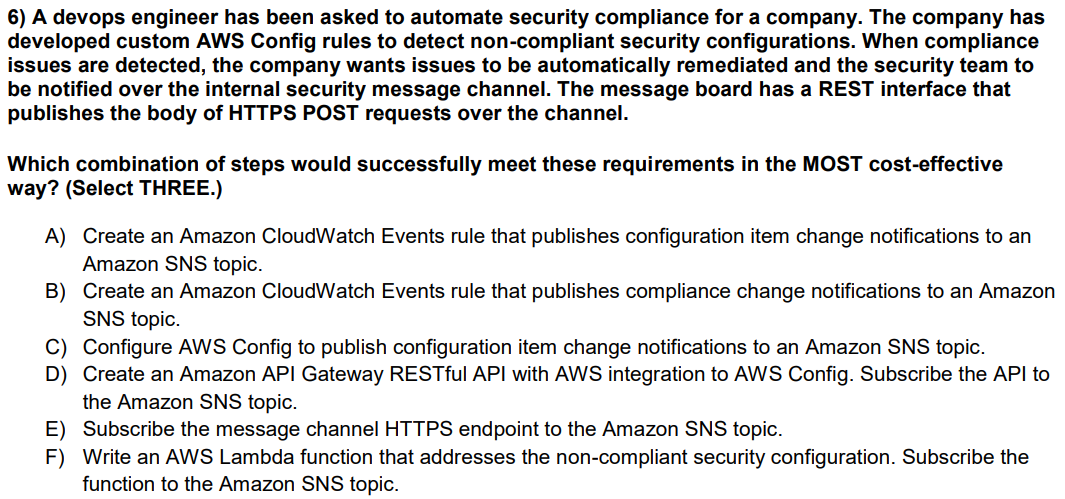 6) A devops engineer has been asked to automate security compliance for a company. The company has
developed custom AWS Config rules to detect non-compliant security configurations. When compliance
issues are detected, the company wants issues to be automatically remediated and the security team to
be notified over the internal security message channel. The message board has a REST interface that
publishes the body of HTTPS POST requests over the channel.
Which combination of steps would successfully meet these requirements in the MOST cost-effective
way? (Select THREE.)
A) Create an Amazon CloudWatch Events rule that publishes configuration item change notifications to an
Amazon SNS topic.
B) Create an Amazon CloudWatch Events rule that publishes compliance change notifications to an Amazon
SNS topic.
C) Configure AWS Config to publish configuration item change notifications to an Amazon SNS topic.
D) Create an Amazon API Gateway RESTful API with AWS integration to AWS Config. Subscribe the API to
the Amazon SNS topic.
E) Subscribe the message channel HTTPS endpoint to the Amazon SNS topic.
F) Write an AWS Lambda function that addresses the non-compliant security configuration. Subscribe the
function to the Amazon SNS topic.